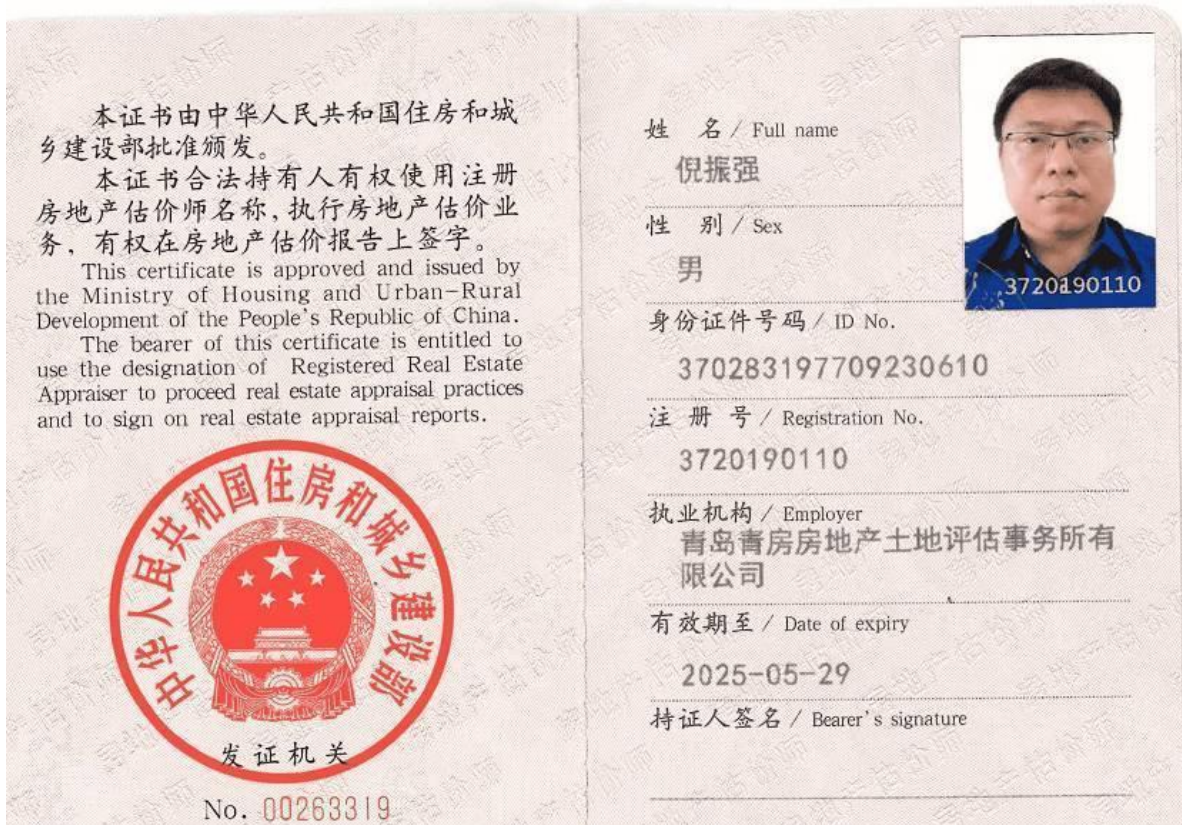 本证书由中华人民共和国住房和城
乡建设部批准颁发。
本证书合法持有人有权使用注册
房地产估价师名称，执行房地产估价业
务，有权在房地产估价报告上签字。
This certificate is approved and issued by
the Ministry of Housing and Urban-Rural
Development of the People's Republic of China.
The bearer of this certificate is entitled to
use the designation of Registered Real Estate
Appraiser to proceed real estate appraisal practices
and to sign on real estate appraisal reports.
中华人民共和国住房和城乡建设部
发证机关
No. 00263319
姓 名 / Full name
倪振强
性 别 / Sex
男
3720190110
身份证件号码 / ID No.
370283197709230610
注 册 号 / Registration No.
3720190110
执业机构 / Employer
青岛青房房地产土地评估事务所有
限公司
有效期至 / Date of expiry
2025-05-29
持证人签名 / Bearer's signature